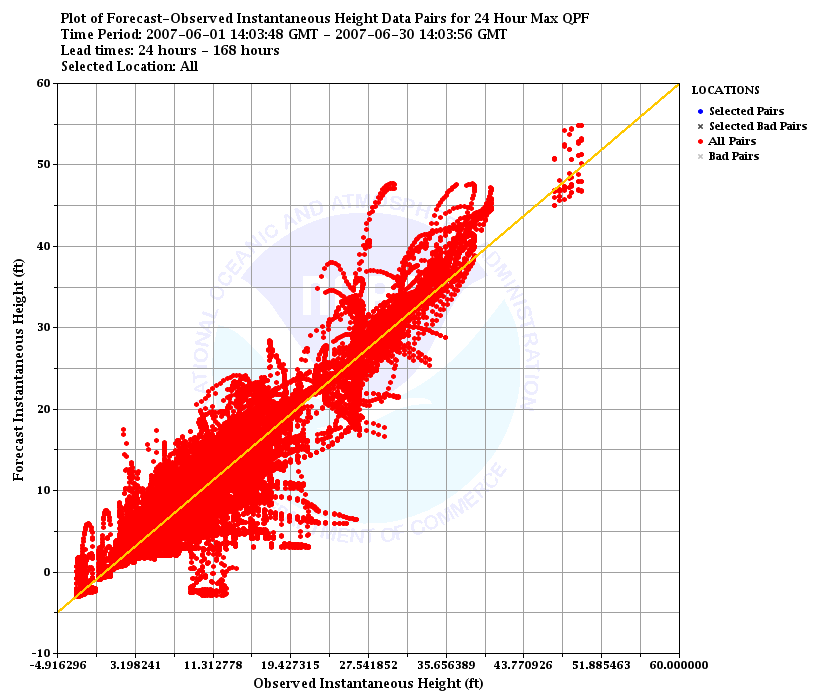 Plot of Forecast-Observed Instantaneous Height Data Pairs for 24 Hour Max QPF
Time Period: 2007-06-01 14:03:48 GMT - 2007-06-30 14:03:56 GMT
Lead times: 24 hours - 168 hours
Selected Location: All
LOCATIONS
Selected Pairs
Selected Bad Pairs
All Pairs
Bad Pairs
60
50
40
30
20
10
0
-10
Forecast Instantaneous Height (ft)
-4.916296 3.198241 11.312778 19.427315 27.541852 35.656389 43.770926 51.885463 60.000000
Observed Instantaneous Height (ft)
OCEANIC AND
COMMERCE